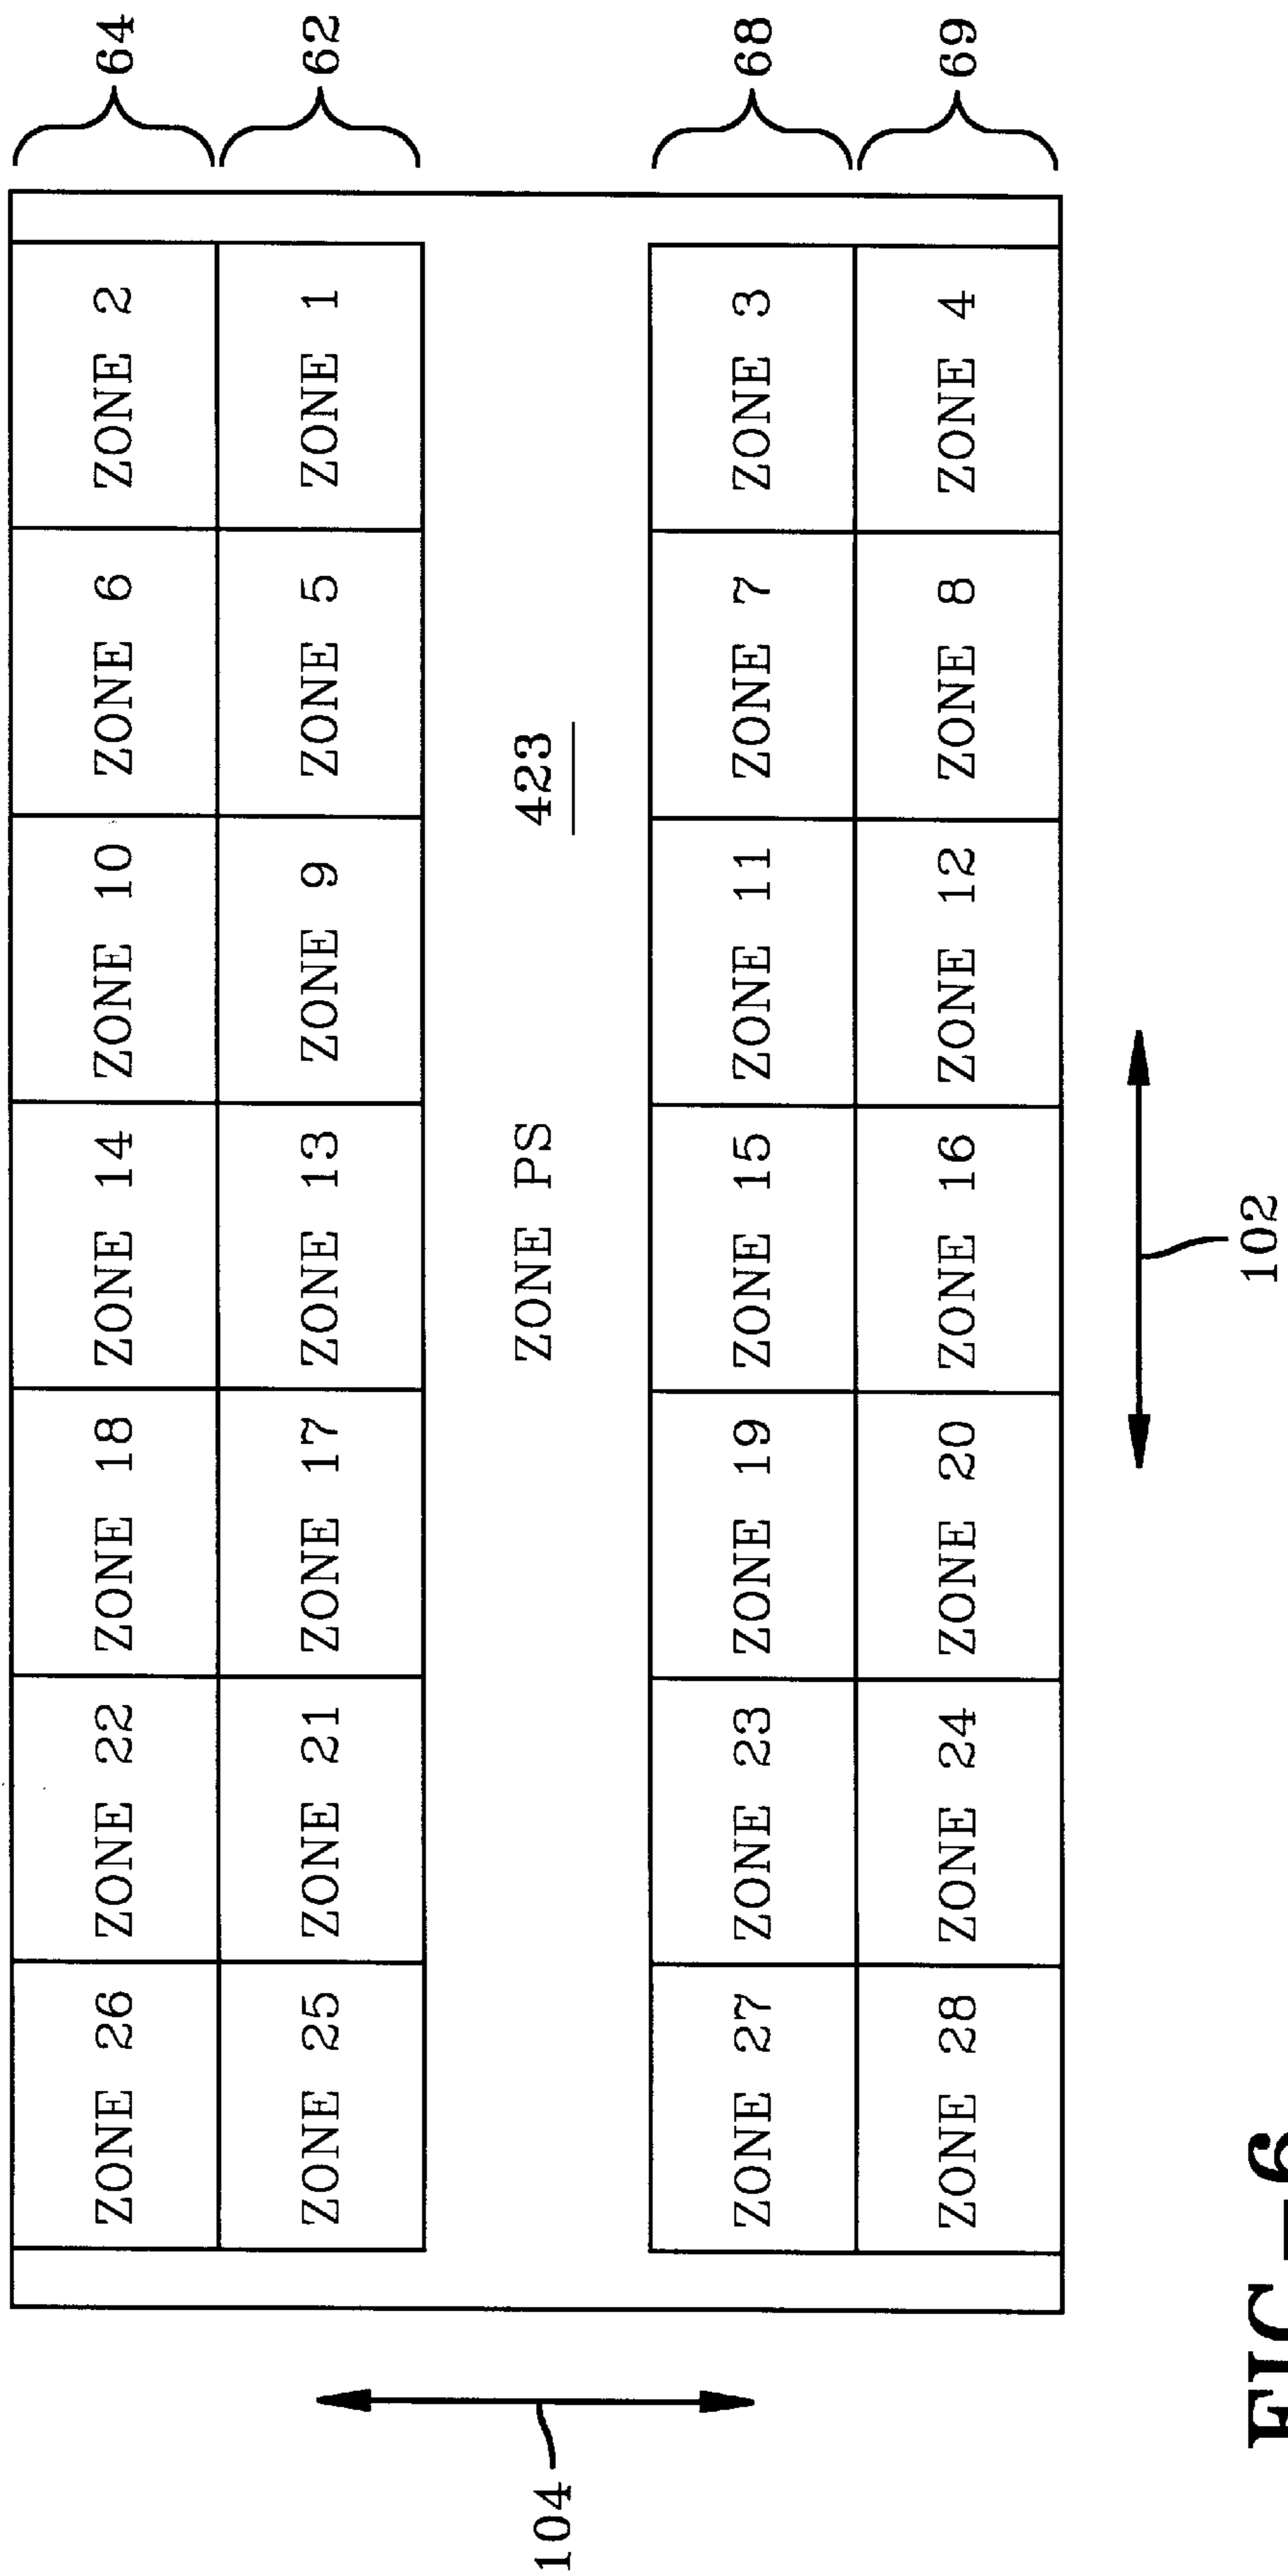 ZONE 26 ZONE 22 ZONE 18 ZONE 14 ZONE 10 ZONE 6 ZONE 2 64
ZONE 25 ZONE 21 ZONE 17 ZONE 13 ZONE 9 ZONE 5 ZONE 1 62
104 ZONE PS 423
ZONE 27 ZONE 23 ZONE 19 ZONE 15 ZONE 11 ZONE 7 ZONE 3 68
ZONE 28 ZONE 24 ZONE 20 ZONE 16 ZONE 12 ZONE 8 ZONE 4 69
102
FIG–